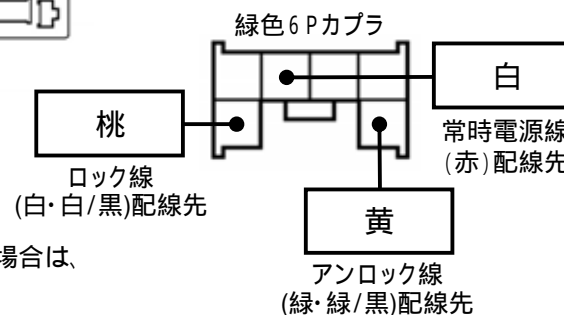 緑色6Pカプラ
白
常時電源線
(赤)配線先
桃
ロック線
(白・白/黒)配線先
黄
アンロック線
(緑・緑/黒)配線先
場合は、